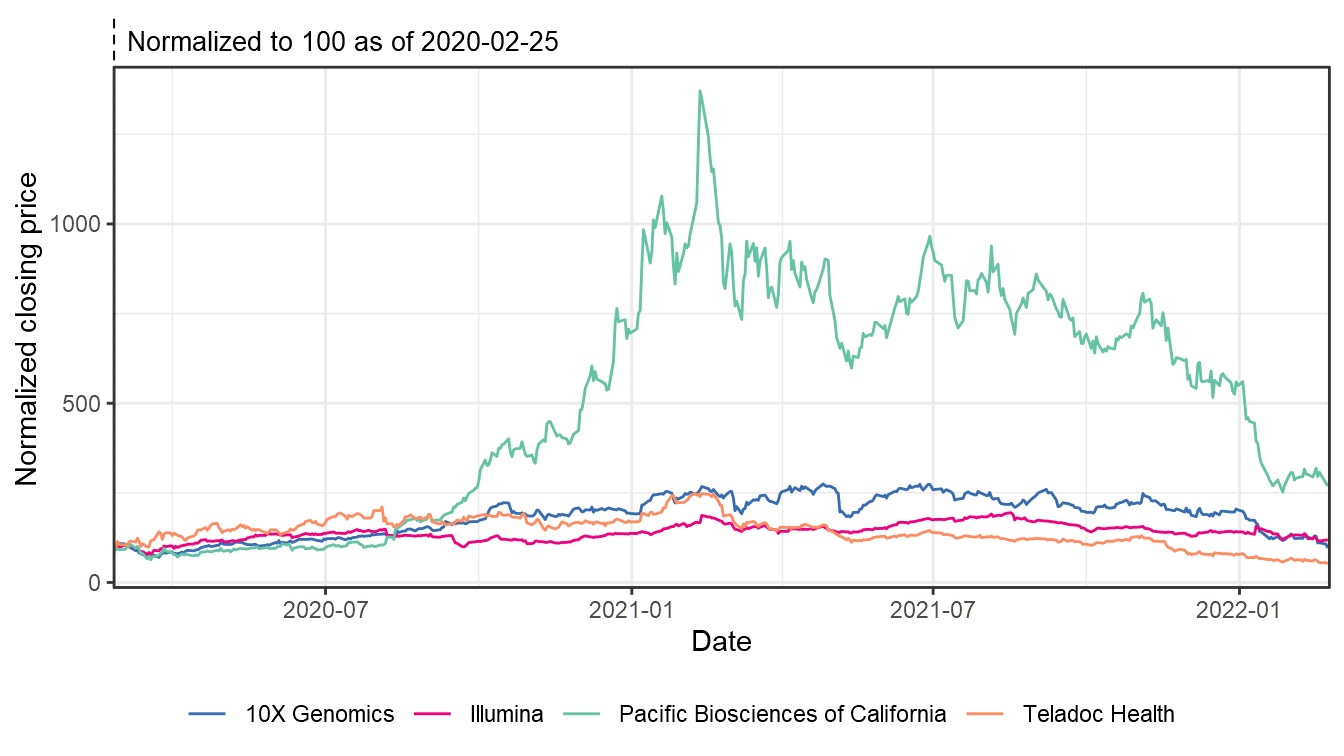 Normalized to 100 as of 2020-02-25
Normalized closing price
1000
500
0
2020-07
2021-01
2021-07
2022-01
Date
10X Genomics
Illumina
Pacific Biosciences of California
Teladoc Health